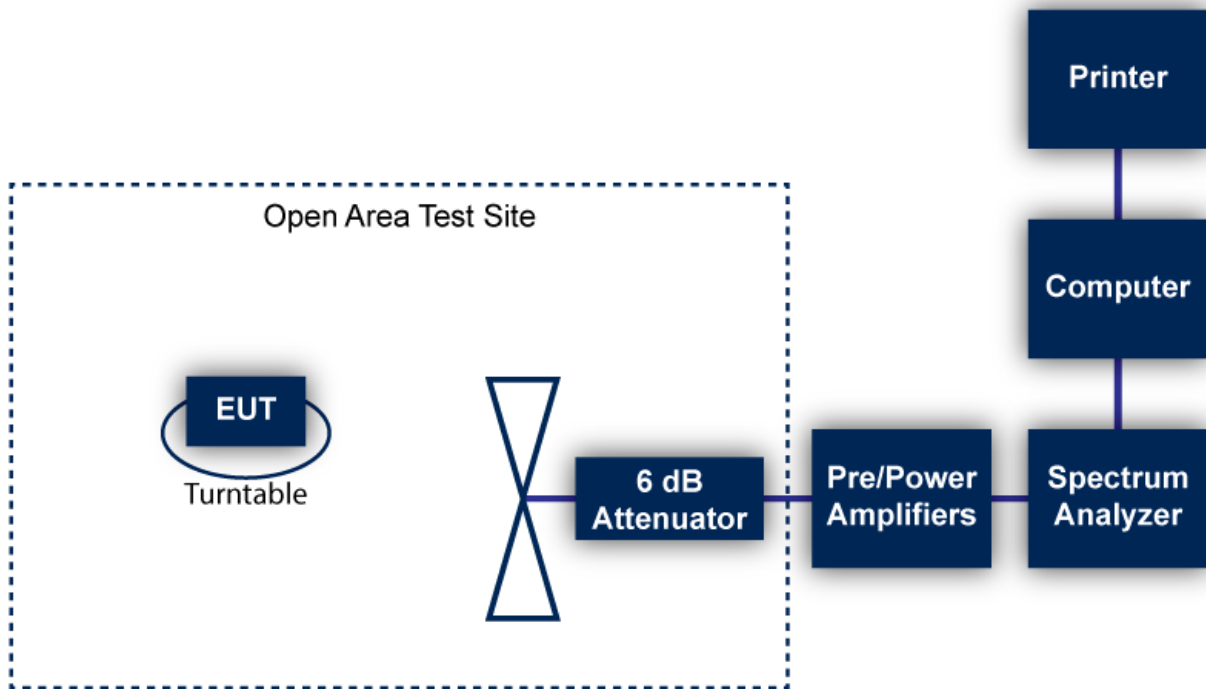 Printer
Open Area Test Site
Computer
EUT
Turntable
6 dB
Attenuator
Pre/Power
Amplifiers
Spectrum
Analyzer